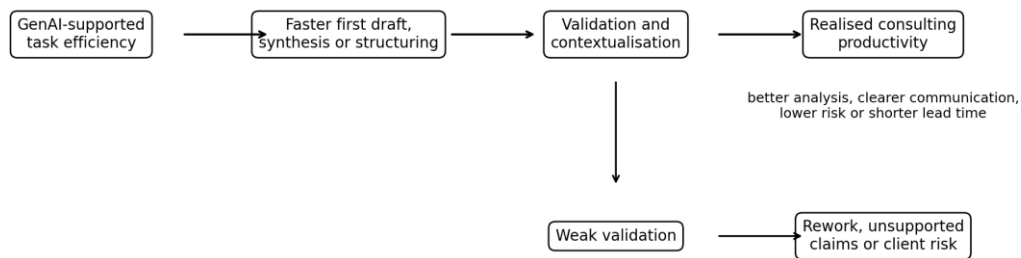 GenAI-supported
task efficiency
Faster first draft,
synthesis or structuring
Validation and
contextualisation
Realised consulting
productivity
better analysis, clearer communication,
lower risk or shorter lead time
Weak validation
Rework, unsupported
claims or client risk